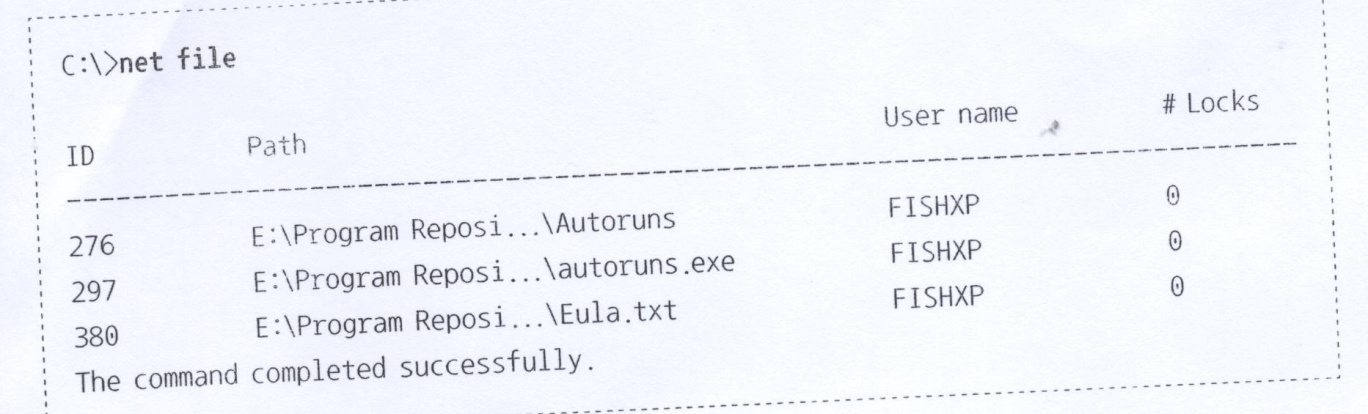 C:\>net file
ID Path User name # Locks
-------------------------------------------------------------------------------
276 E:\Program Reposi...\Autoruns FISHXP 0
297 E:\Program Reposi...\autoruns.exe FISHXP 0
380 E:\Program Reposi...\Eula.txt FISHXP 0
The command completed successfully.